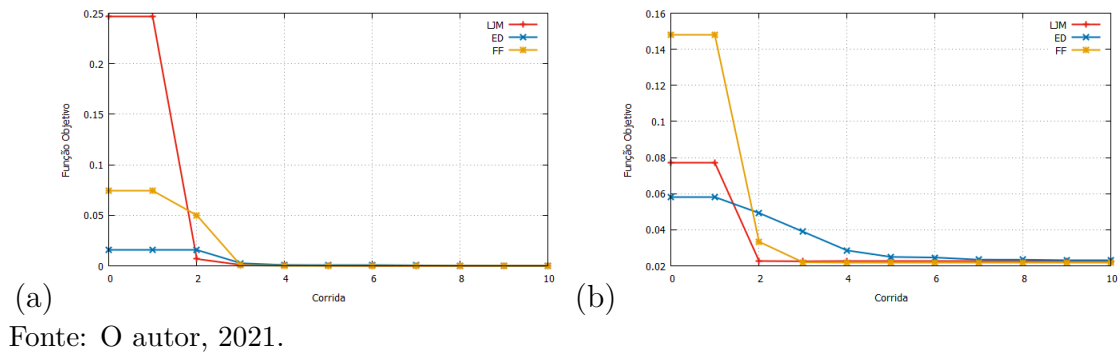 0.25
0.2
0.15
0.1
0.05
0
0 2 4 6 8 10
Função Objetivo
Corrida
LJM
ED
FF
(a)
0.16
0.14
0.12
0.1
0.08
0.06
0.04
0.02
0 2 4 6 8 10
Função Objetivo
Corrida
LJM
ED
FF
(b)
Fonte: O autor, 2021.